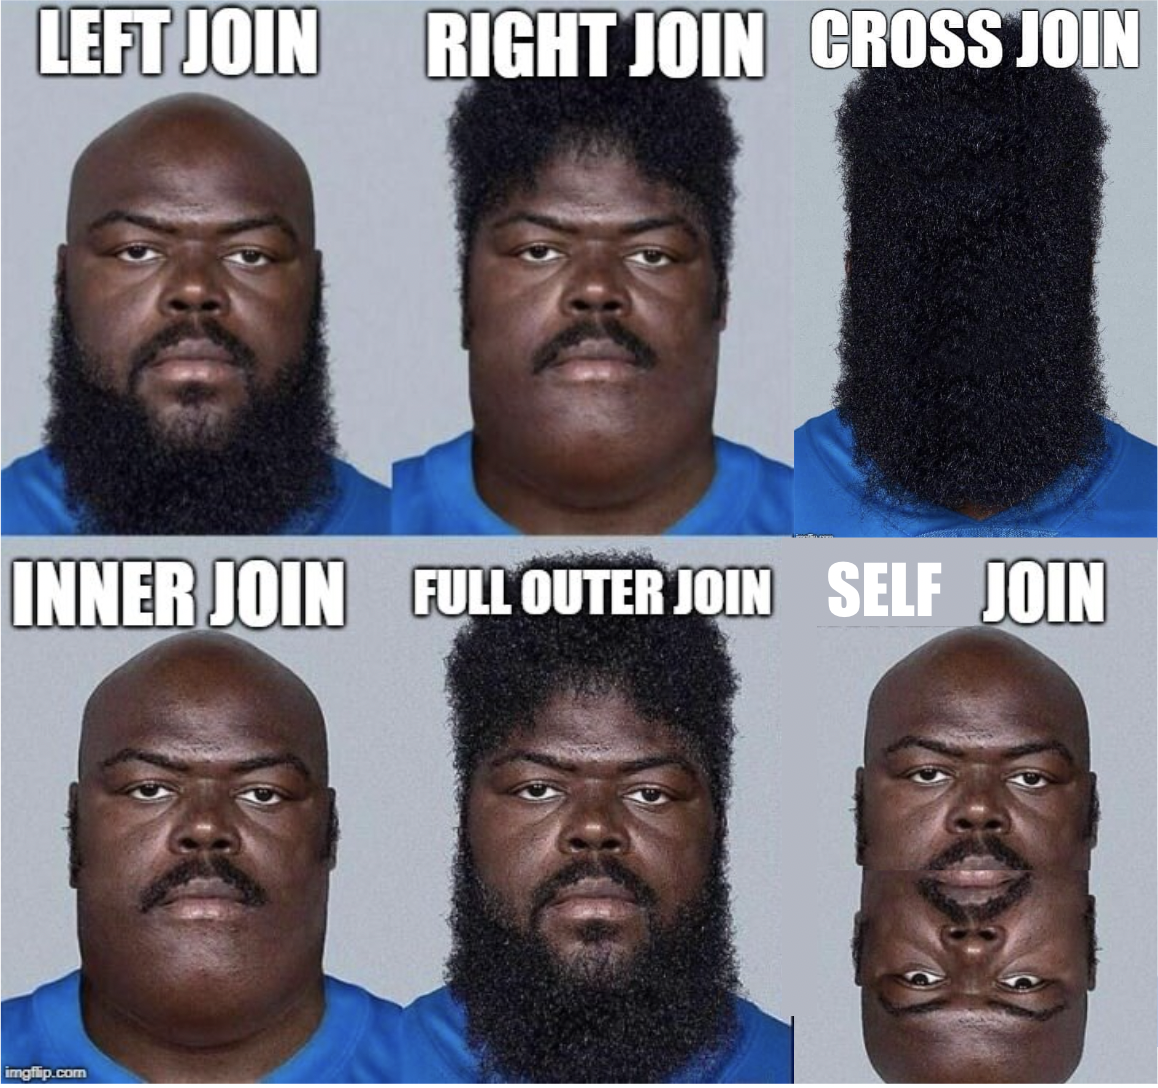 LEFT JOIN
RIGHT JOIN
CROSS JOIN
INNER JOIN
FULL OUTER JOIN
SELF JOIN
imgflip.com